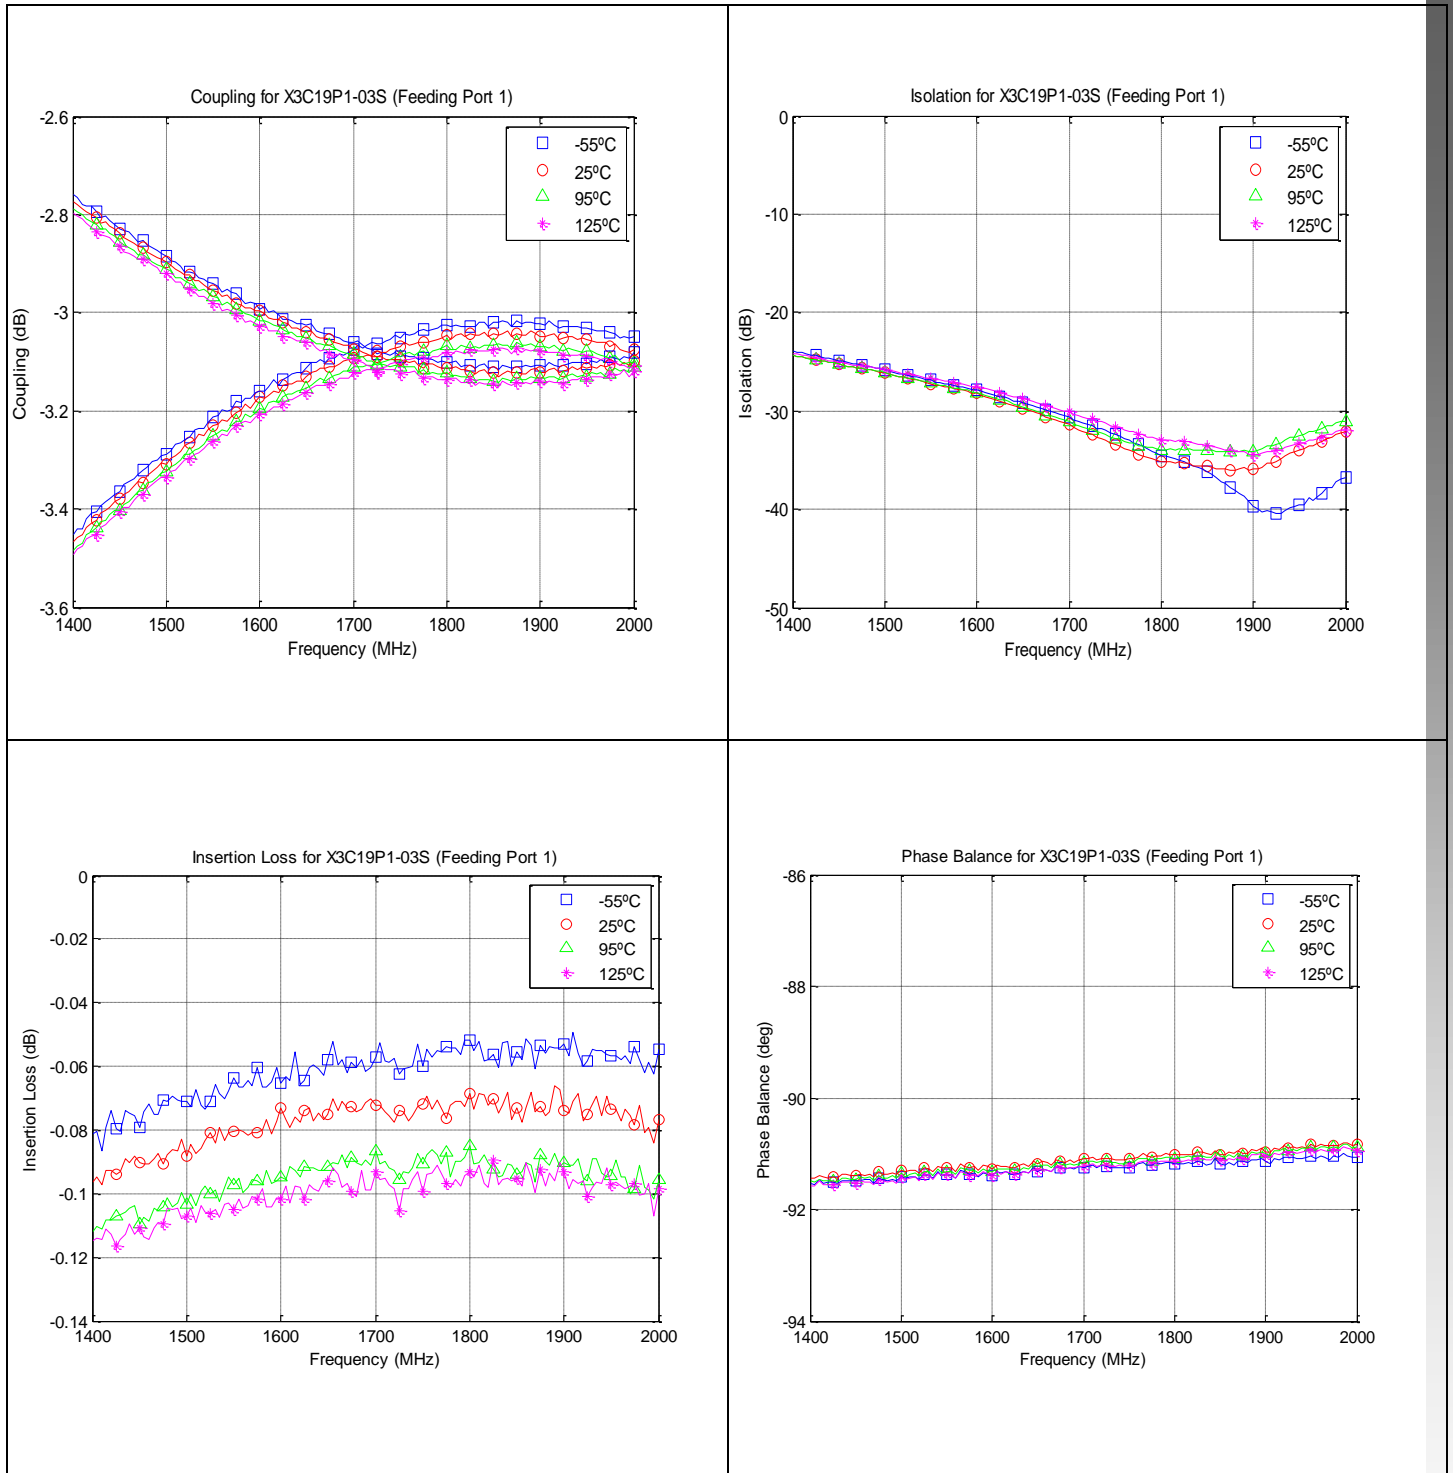 Coupling for X3C19P1-03S (Feeding Port 1)
-2.6
-2.8
-3
-3.2
-3.4
-3.6
Coupling (dB)
-55ºC
25ºC
95ºC
125ºC
1400 1500 1600 1700 1800 1900 2000
Frequency (MHz)
Isolation for X3C19P1-03S (Feeding Port 1)
0
-10
-20
-30
-40
-50
Isolation (dB)
-55ºC
25ºC
95ºC
125ºC
1400 1500 1600 1700 1800 1900 2000
Frequency (MHz)
Insertion Loss for X3C19P1-03S (Feeding Port 1)
0
-0.02
-0.04
-0.06
-0.08
-0.1
-0.12
-0.14
Insertion Loss (dB)
-55ºC
25ºC
95ºC
125ºC
1400 1500 1600 1700 1800 1900 2000
Frequency (MHz)
Phase Balance for X3C19P1-03S (Feeding Port 1)
-86
-88
-90
-92
-94
Phase Balance (deg)
-55ºC
25ºC
95ºC
125ºC
1400 1500 1600 1700 1800 1900 2000
Frequency (MHz)